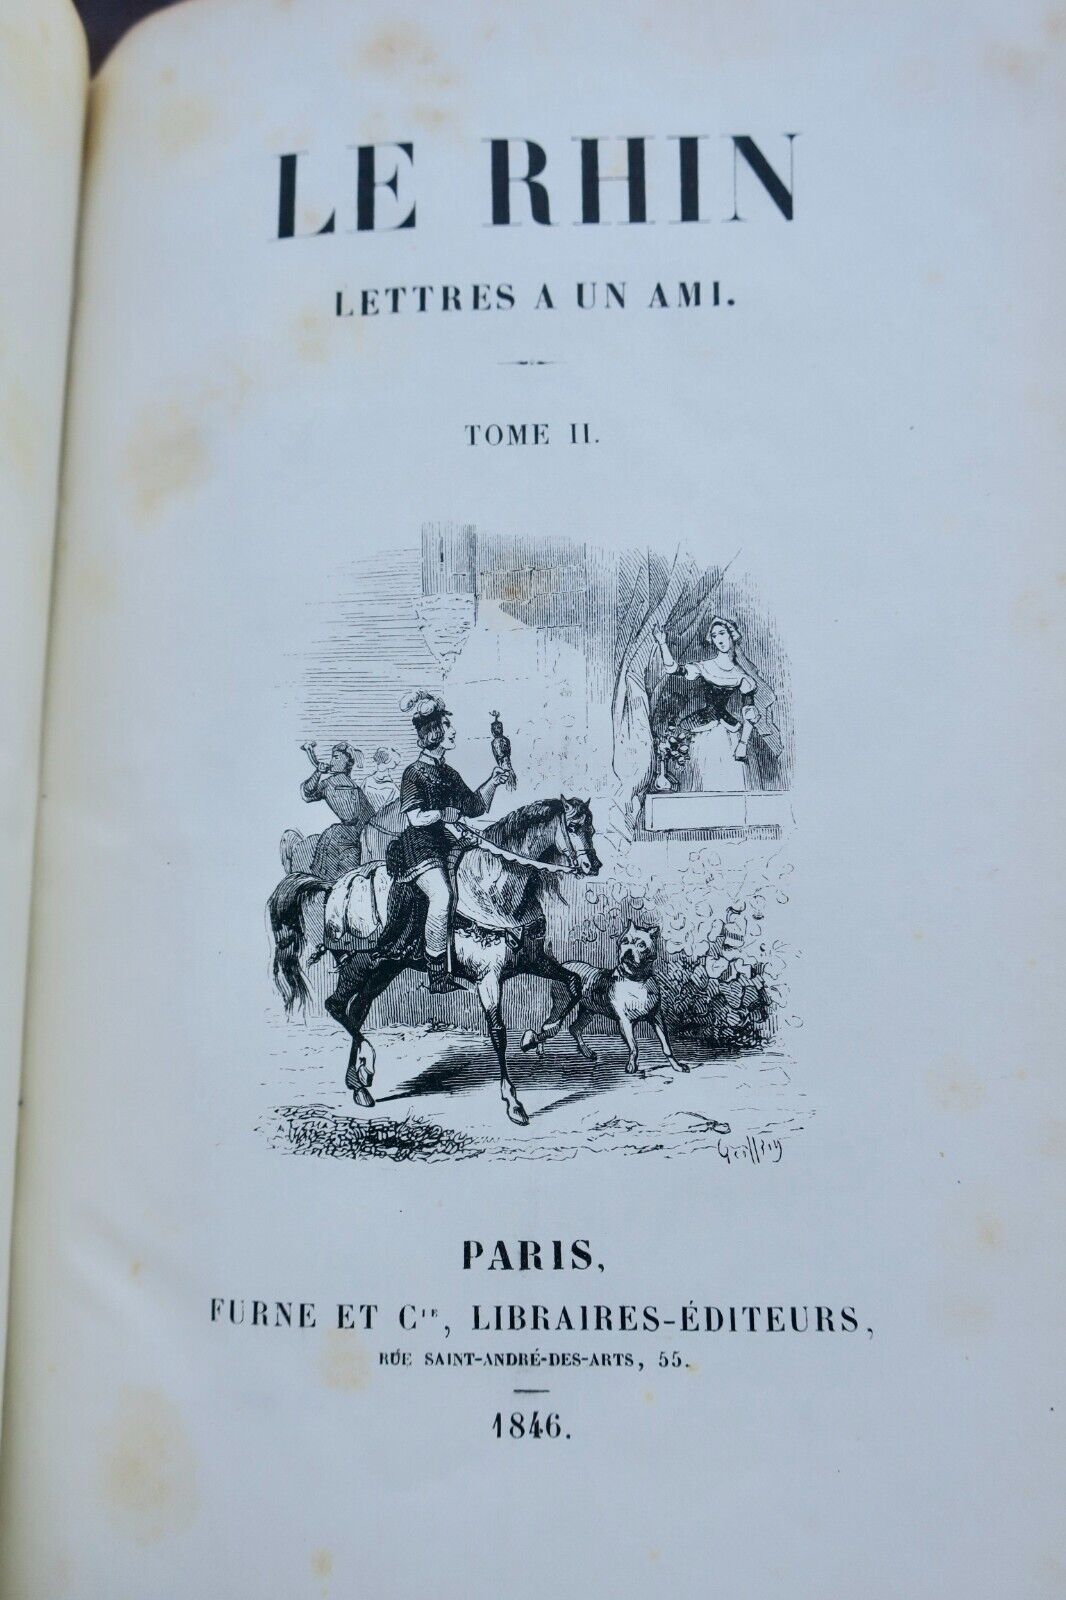 LE RHIN
LETTRES A UN AMI.
TOME II.
PARIS,
FURNE ET Cⁱᵉ, LIBRAIRES-ÉDITEURS,
RUE SAINT-ANDRÉ-DES-ARTS, 55.
1846.